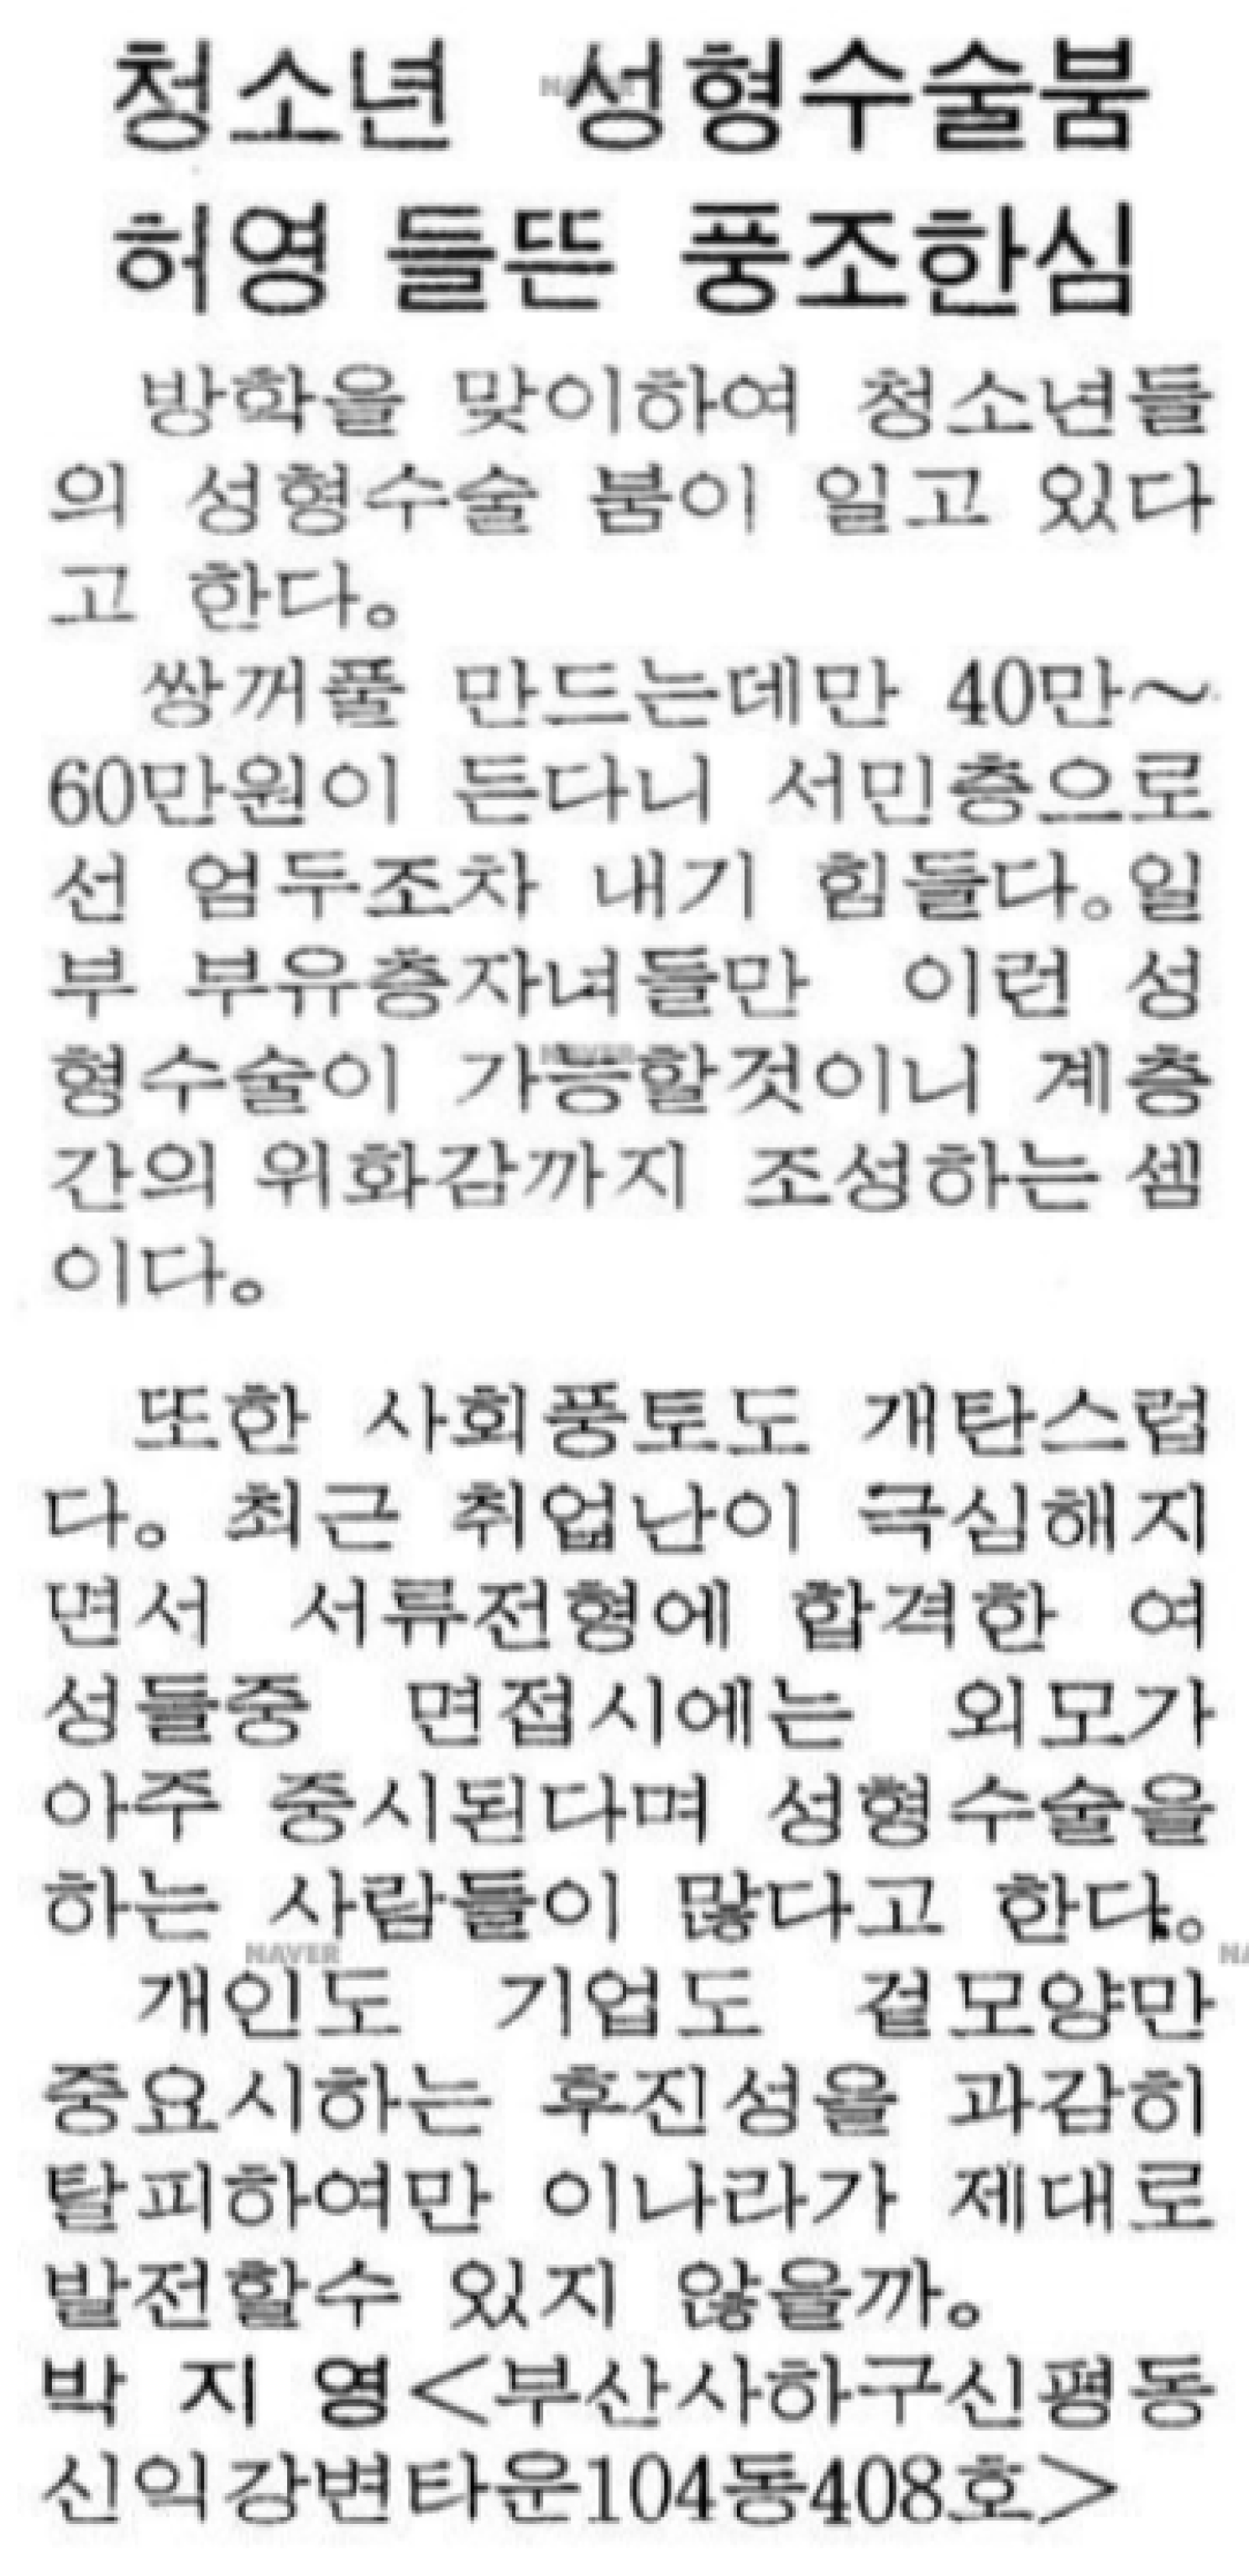 청소년 성형수술붐
허영 들뜬 풍조한심
방학을 맞이하여 청소년들
의 성형수술 붐이 일고 있다
고 한다。
쌍꺼풀 만드는데만 40만〜
60만원이 든다니 서민층으로
선 엄두조차 내기 힘들다。일
부 부유층자녀들만 이런 성
형수술이 가능할것이니 계층
간의 위화감까지 조성하는 셈
이다。
또한 사회풍토도 개탄스럽
다。최근 취업난이 극심해지
면서 서류전형에 합격한 여
성들중 면접시에는 외모가
아주 중시된다며 성형수술을
하는 사람들이 많다고 한다。
개인도 기업도 겉모양만
중요시하는 후진성을 과감히
탈피하여만 이나라가 제대로
발전할수 있지 않을까。
박 지 영<부산사하구신평동
신익강변타운104동408호>